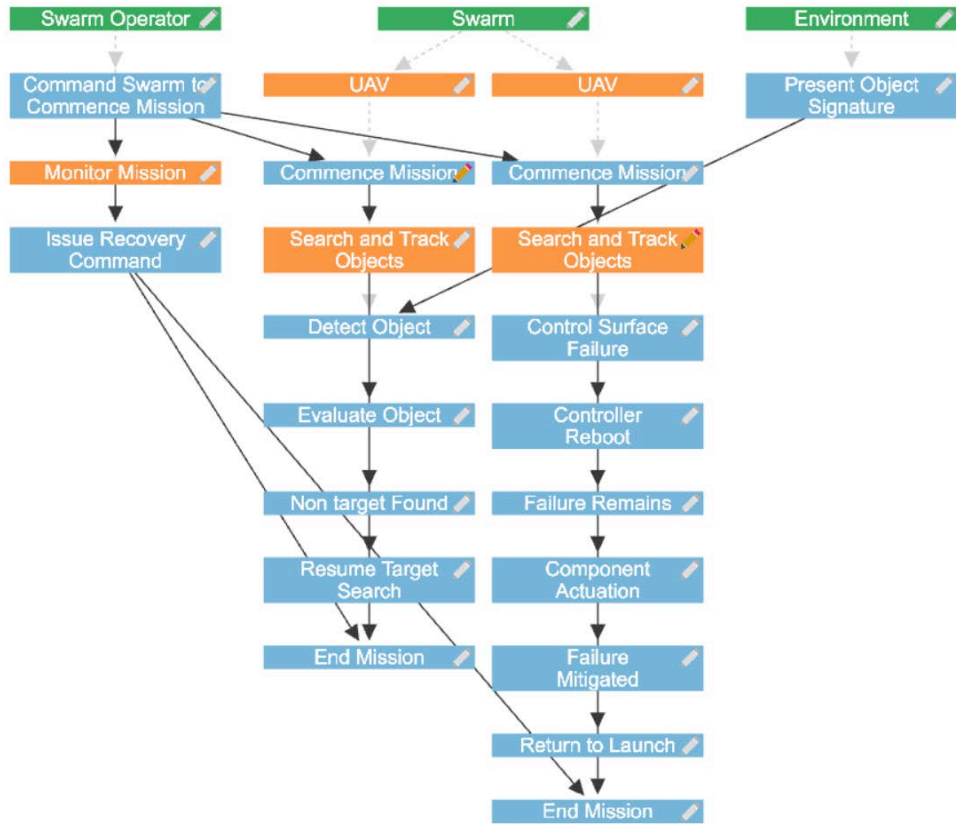 Swarm Operator
Swarm
Environment
Command Swarm to
Commence Mission
UAV
UAV
Present Object
Signature
Monitor Mission
Commence Mission
Commence Mission
Issue Recovery
Command
Search and Track
Objects
Search and Track
Objects
Detect Object
Control Surface
Failure
Evaluate Object
Controller
Reboot
Non target Found
Failure Remains
Resume Target
Search
Component
Actuation
End Mission
Failure
Mitigated
Return to Launch
End Mission